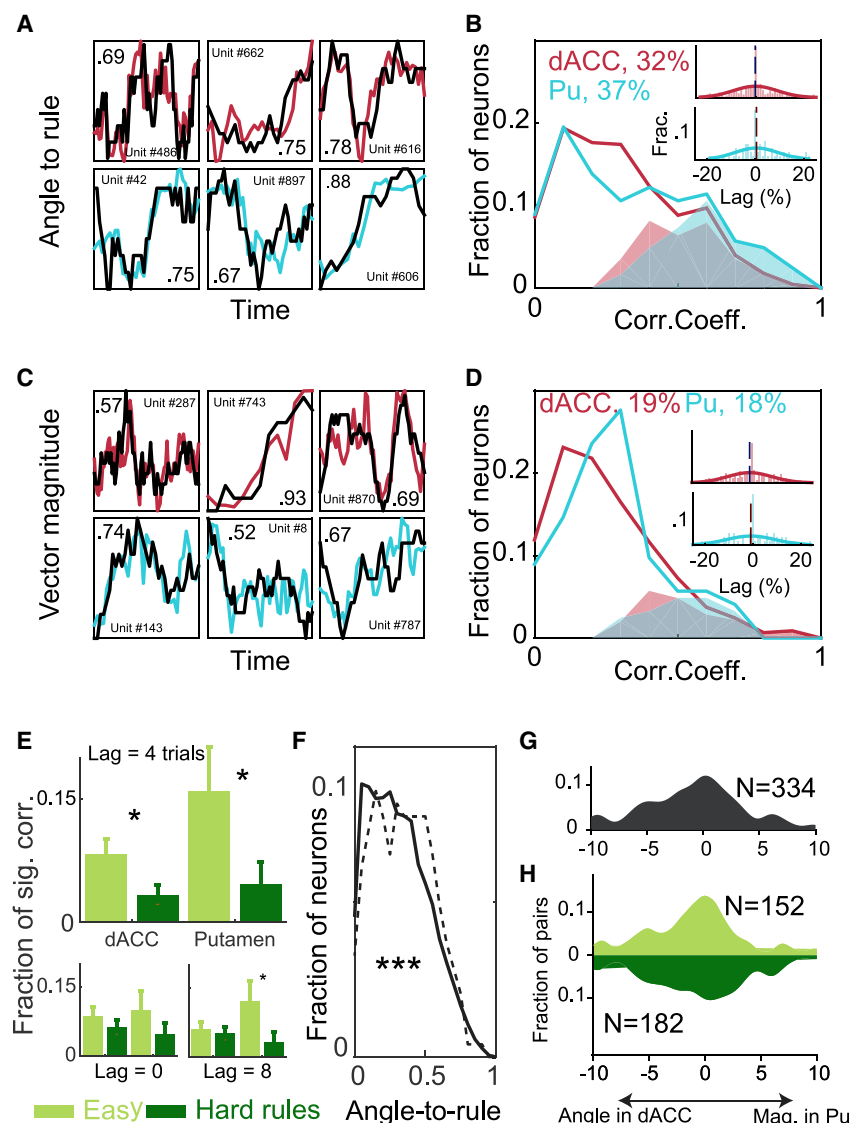 A
Angle to rule
.69
Unit #486
Unit #662
.75
.78
Unit #616
Unit #42
.75
Unit #897
.67
.88
Unit #606
Time
B
dACC, 32%
Pu, 37%
Fraction of neurons
0.2
0.1
0
0
1
Corr.Coeff.
Frac.
.1
-20
0
20
Lag (%)
C
Vector magnitude
.57
Unit #287
Unit #743
.93
Unit #870
.69
.74
Unit #143
.52
Unit #8
.67
Unit #787
Time
D
dACC, 19% Pu, 18%
Fraction of neurons
0.2
0.1
0
0
1
Corr.Coeff.
.1
-20
0
20
Lag (%)
E
Lag = 4 trials
*
*
Fraction of sig. corr.
0.15
0
dACC
Putamen
0.15
0
*
Lag = 0
Lag = 8
Easy
Hard rules
F
Fraction of neurons
0.1
0
***
0
0.5
1
Angle-to-rule
G
0.1
0
N=334
-10
-5
0
5
10
H
Fraction of pairs
0.1
0
0.1
N=152
N=182
-10
-5
0
5
10
Angle in dACC
Mag. in Pu